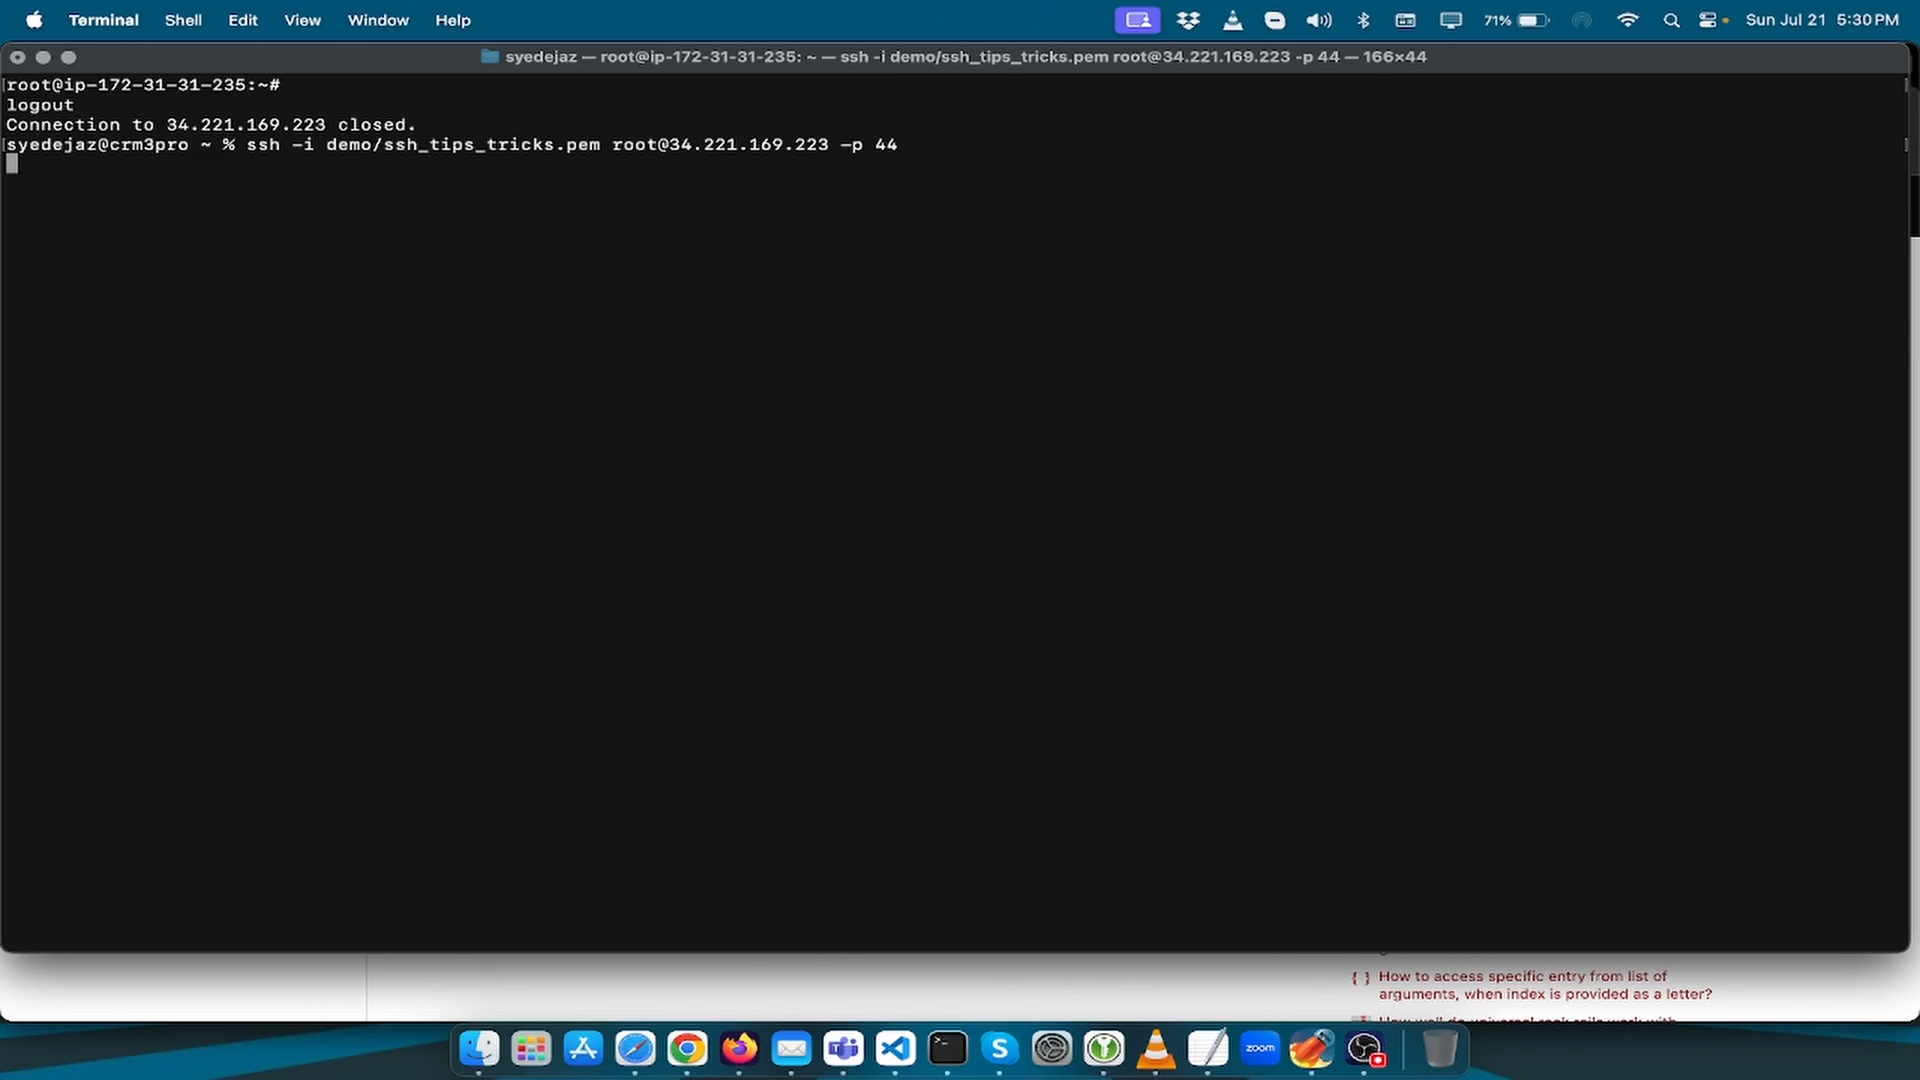 Terminal Shell Edit View Window Help 71% Sun Jul 21 5:30 PM
syedejaz — root@ip-172-31-31-235: ~ — ssh -i demo/ssh_tips_tricks.pem root@34.221.169.223 -p 44 — 166×44
root@ip-172-31-31-235:~#
logout
Connection to 34.221.169.223 closed.
syedejaz@crm3pro ~ % ssh -i demo/ssh_tips_tricks.pem root@34.221.169.223 -p 44
{ } How to access specific entry from list of
arguments, when index is provided as a letter?
zoom